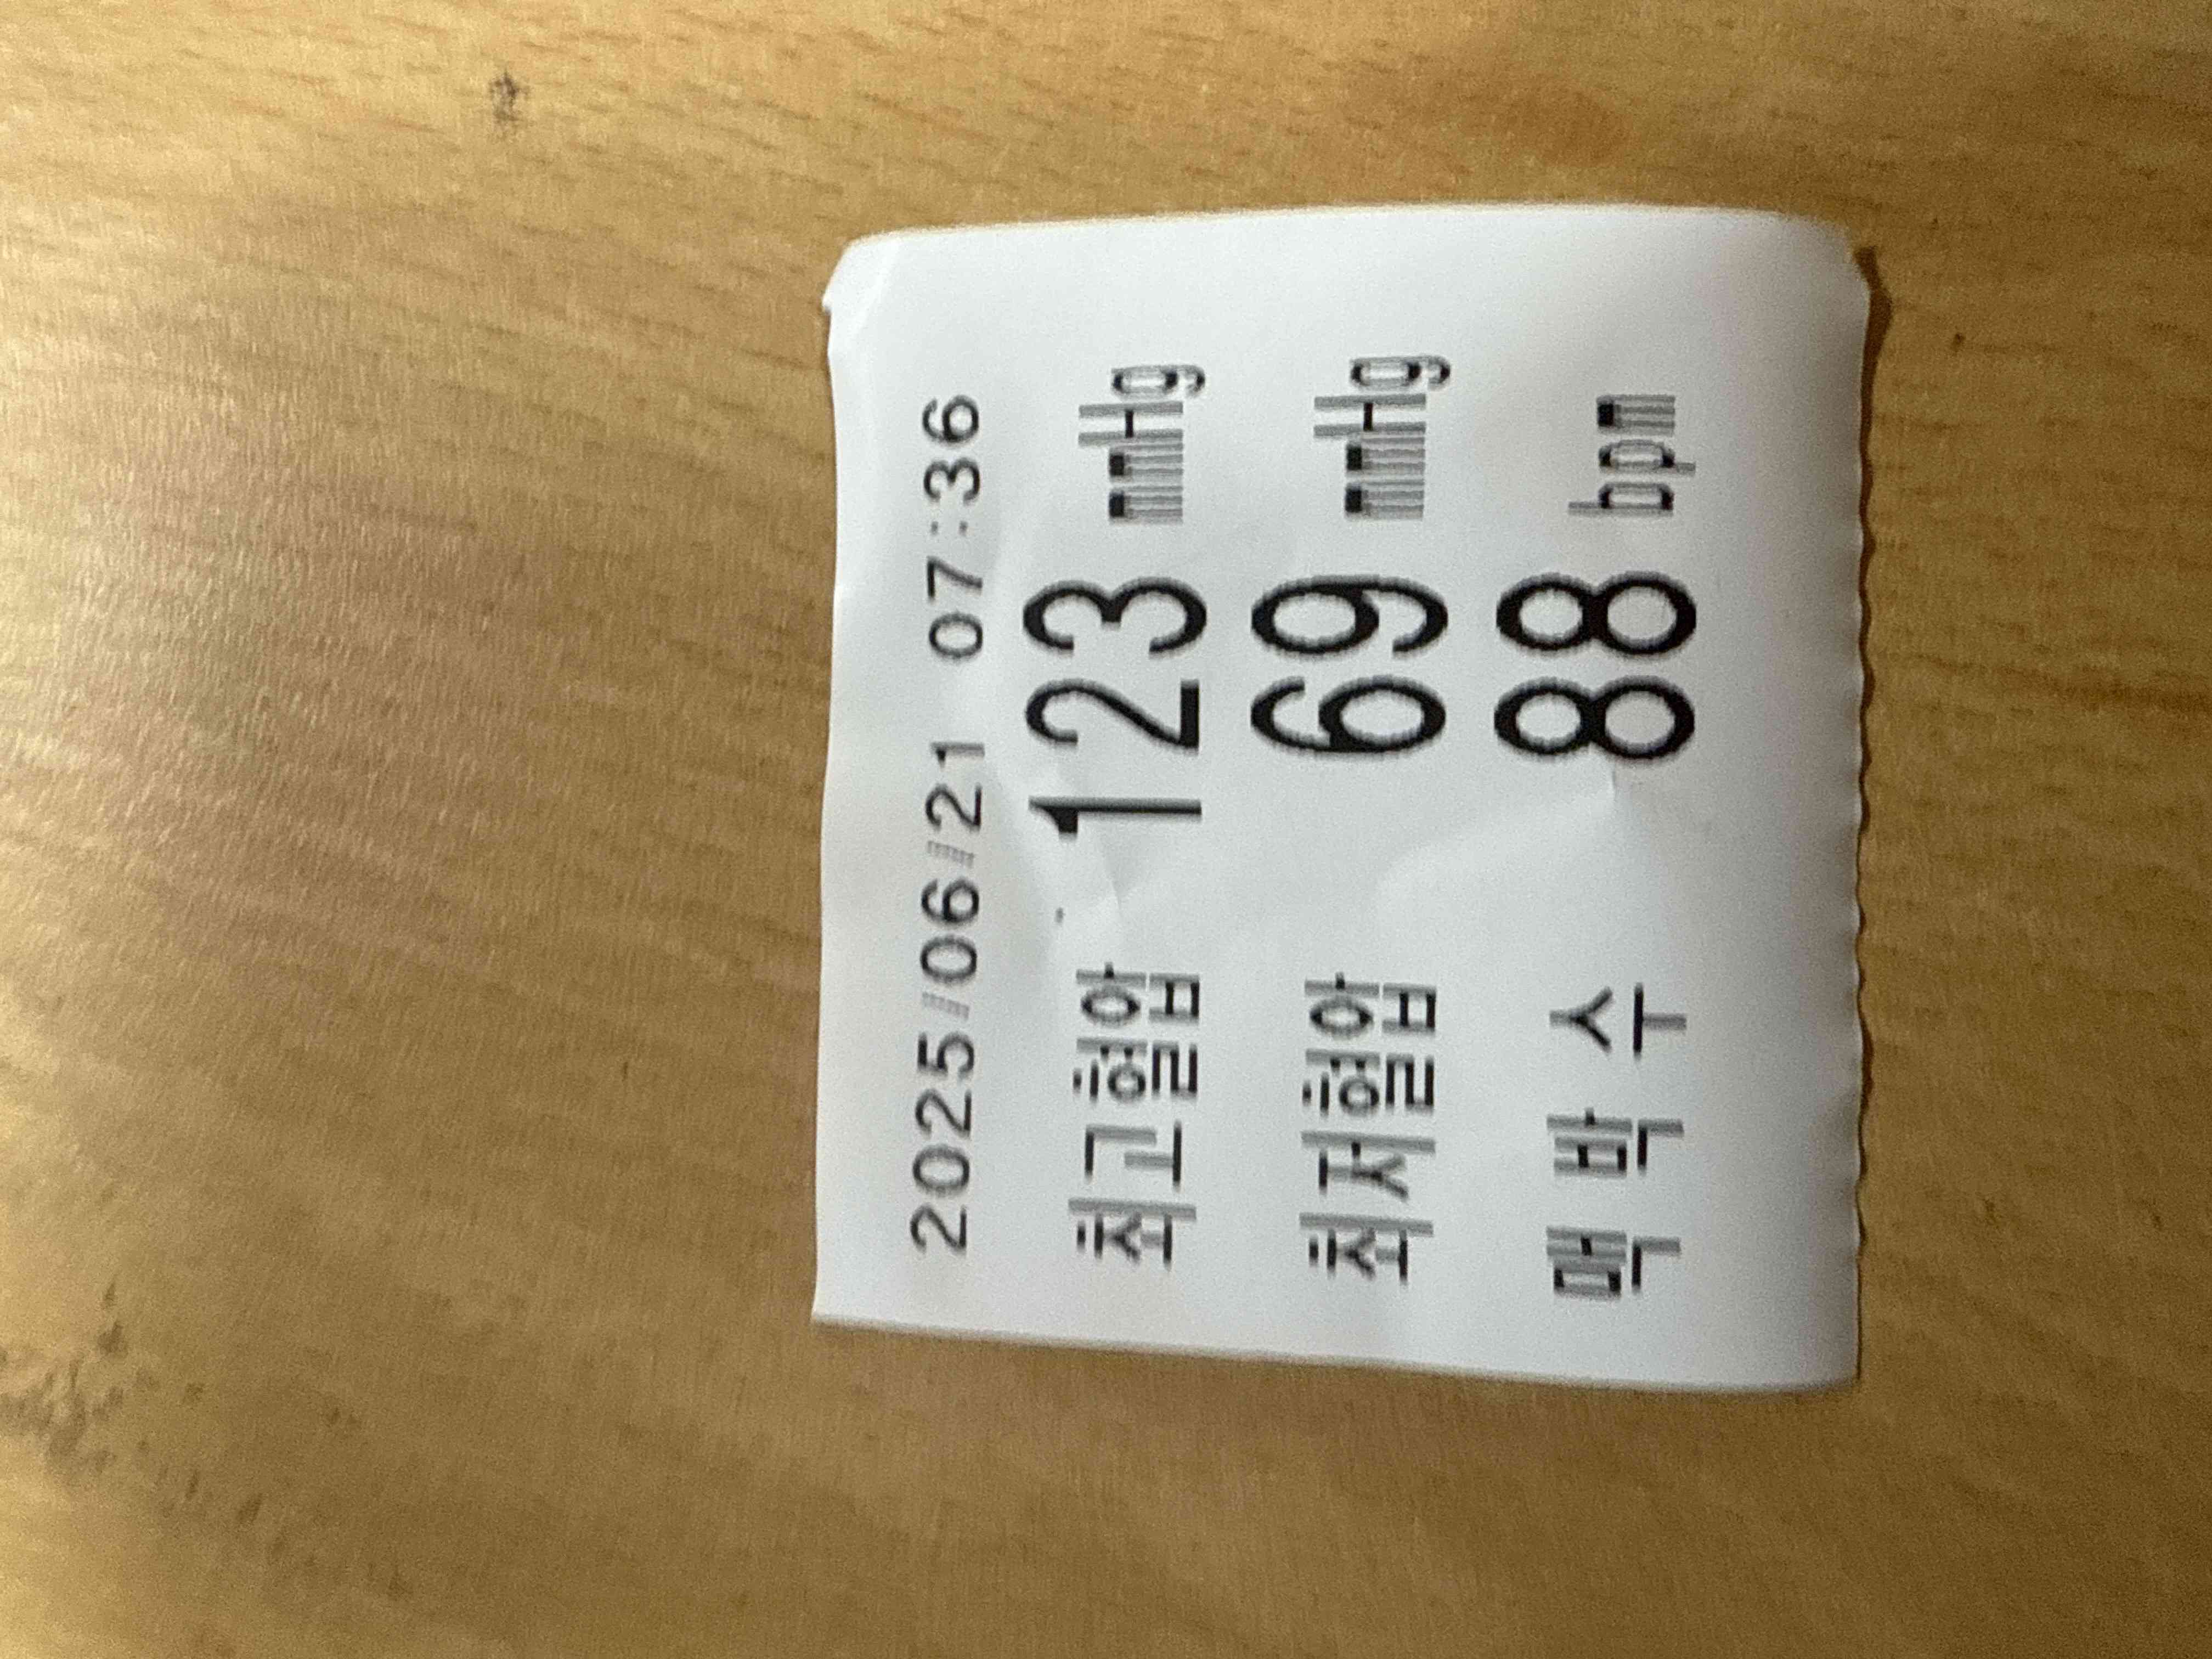 2025/06/21 07:36
최고혈압 123 mmHg
최저혈압 69 mmHg
맥박수 88 bpm